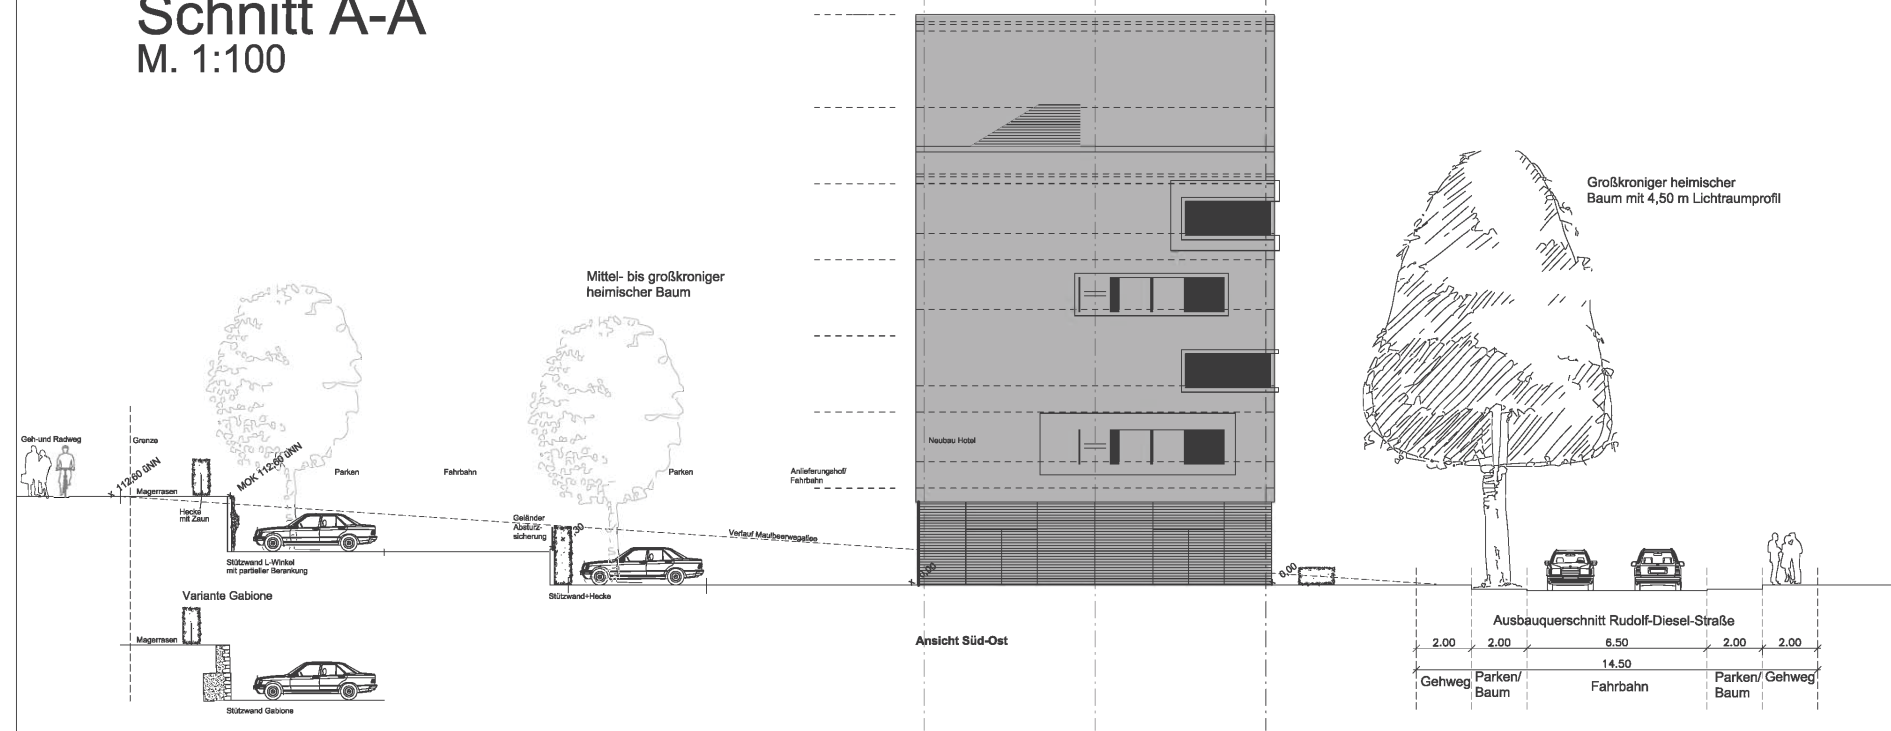 Schnitt A-A
M. 1:100
Großkroniger heimischer
Baum mit 4,50 m Lichtraumprofil
Mittel- bis großkroniger
heimischer Baum
Geh-und Radweg
Grenze
112,60 üNN
MOK 112,60 üNN
Parken
Fahrbahn
Parken
Anlieferungshof/
Fahrbahn
Neubau Hotel
Magerrasen
Hecke
mit Zaun
Geländer
Absturz-
sicherung
Verlauf Maulbeerwegallee
Stützwand L-Winkel
mit partieller Berankung
0,00
0,00
Stützwand+Hecke
Variante Gabione
Magerrasen
Stützwand Gabione
Ansicht Süd-Ost
Ausbauquerschnitt Rudolf-Diesel-Straße
2.00 2.00 6.50 2.00 2.00
14.50
Gehweg Parken/ Fahrbahn Parken/ Gehweg
Baum Baum